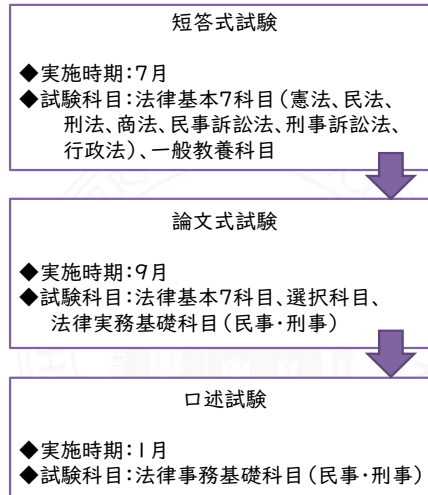 短答式試験
◆実施時期:7月
◆試験科目:法律基本7科目(憲法、民法、
刑法、商法、民事訴訟法、刑事訴訟法、
行政法)、一般教養科目
論文式試験
◆実施時期:9月
◆試験科目:法律基本7科目、選択科目、
法律実務基礎科目(民事・刑事)
口述試験
◆実施時期:1月
◆試験科目:法律事務基礎科目(民事・刑事)